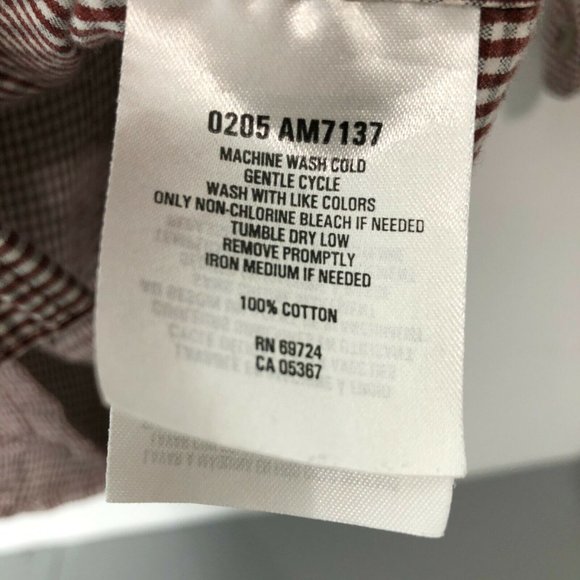 0205 AM7137
MACHINE WASH COLD
GENTLE CYCLE
WASH WITH LIKE COLORS
ONLY NON-CHLORINE BLEACH IF NEEDED
TUMBLE DRY LOW
REMOVE PROMPTLY
IRON MEDIUM IF NEEDED
100% COTTON
RN 69724
CA 05367